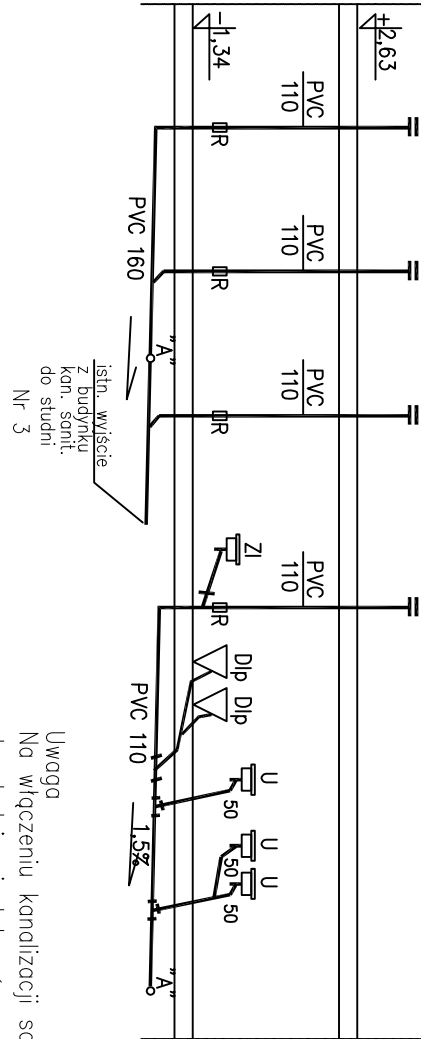 +2,63
-1,34
PVC
110
R
PVC
110
R
PVC
110
R
PVC
110
R
PVC 160
"A"
istn. wyjście
z budynku
kan. sanit.
do studni
Nr 3
Zl
Dlp
Dlp
U
50
U
50
U
50
PVC 110
1,5%
"A"
Uwaga
Na włączeniu kanalizacji